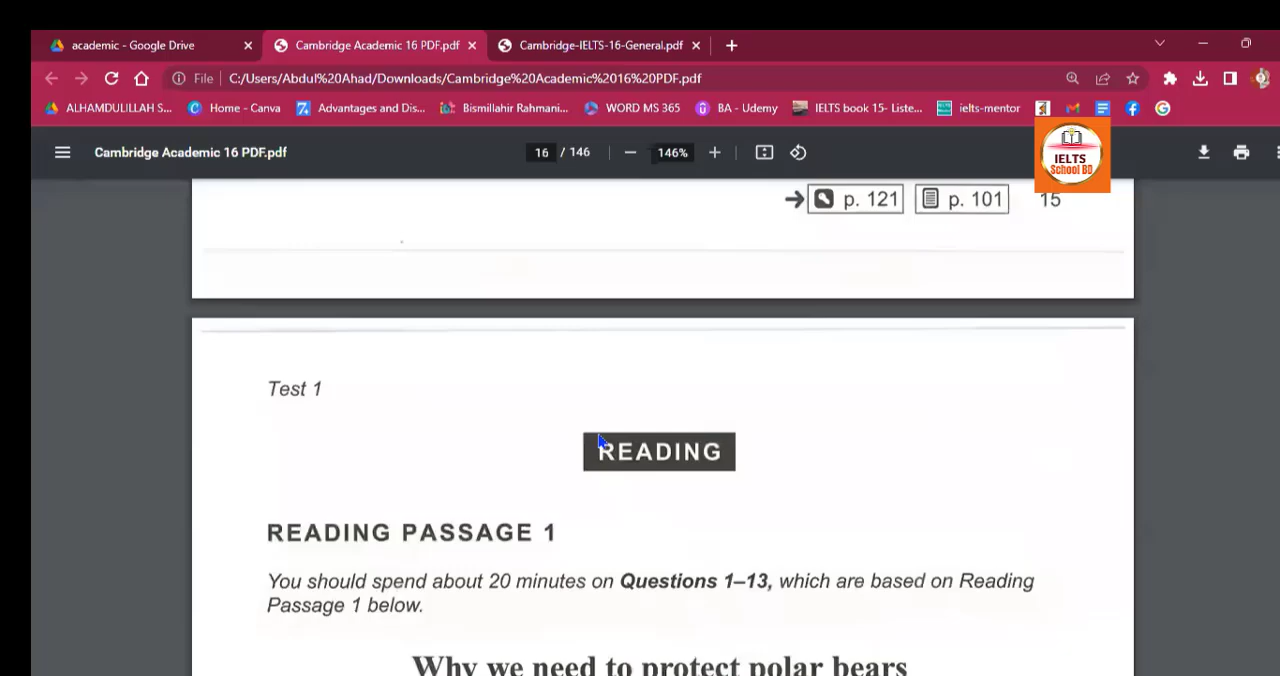 academic - Google Drive
Cambridge Academic 16 PDF.pdf
Cambridge-IELTS-16-General.pdf
File
C:/Users/Abdul%20Ahad/Downloads/Cambridge%20Academic%2016%20PDF.pdf
ALHAMDULILLAH S...
Home - Canva
Advantages and Dis...
Bismillahir Rahmani...
WORD MS 365
BA - Udemy
IELTS book 15- Liste...
ielts-mentor
Cambridge Academic 16 PDF.pdf
16 / 146
146%
IELTS
School BD
p. 121
p. 101
15
Test 1
READING
READING PASSAGE 1
You should spend about 20 minutes on Questions 1–13, which are based on Reading
Passage 1 below.
Why we need to protect polar bears